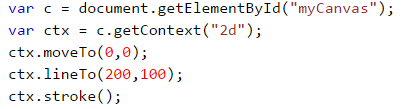 var c = document.getElementById("myCanvas");
var ctx = c.getContext("2d");
ctx.moveTo(0,0);
ctx.lineTo(200,100);
ctx.stroke();